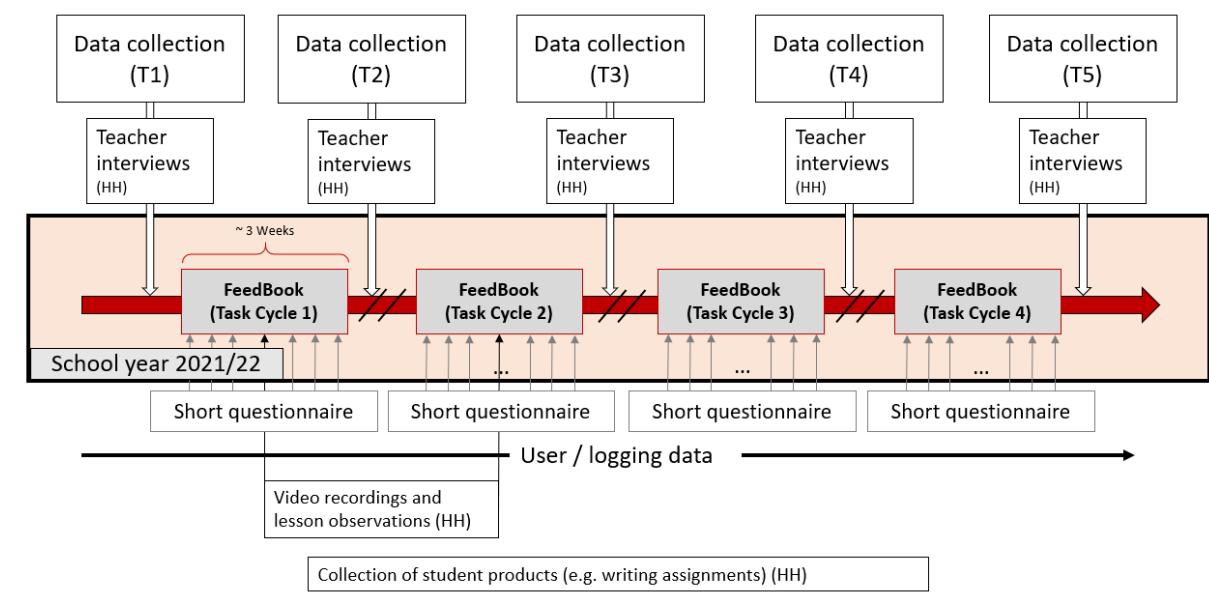 Data collection
(T1)
Data collection
(T2)
Data collection
(T3)
Data collection
(T4)
Data collection
(T5)
Teacher
interviews
(HH)
Teacher
interviews
(HH)
Teacher
interviews
(HH)
Teacher
interviews
(HH)
Teacher
interviews
(HH)
~ 3 Weeks
FeedBook
(Task Cycle 1)
FeedBook
(Task Cycle 2)
FeedBook
(Task Cycle 3)
FeedBook
(Task Cycle 4)
School year 2021/22
...
...
...
Short questionnaire
Short questionnaire
Short questionnaire
Short questionnaire
User / logging data
Video recordings and
lesson observations (HH)
Collection of student products (e.g. writing assignments) (HH)